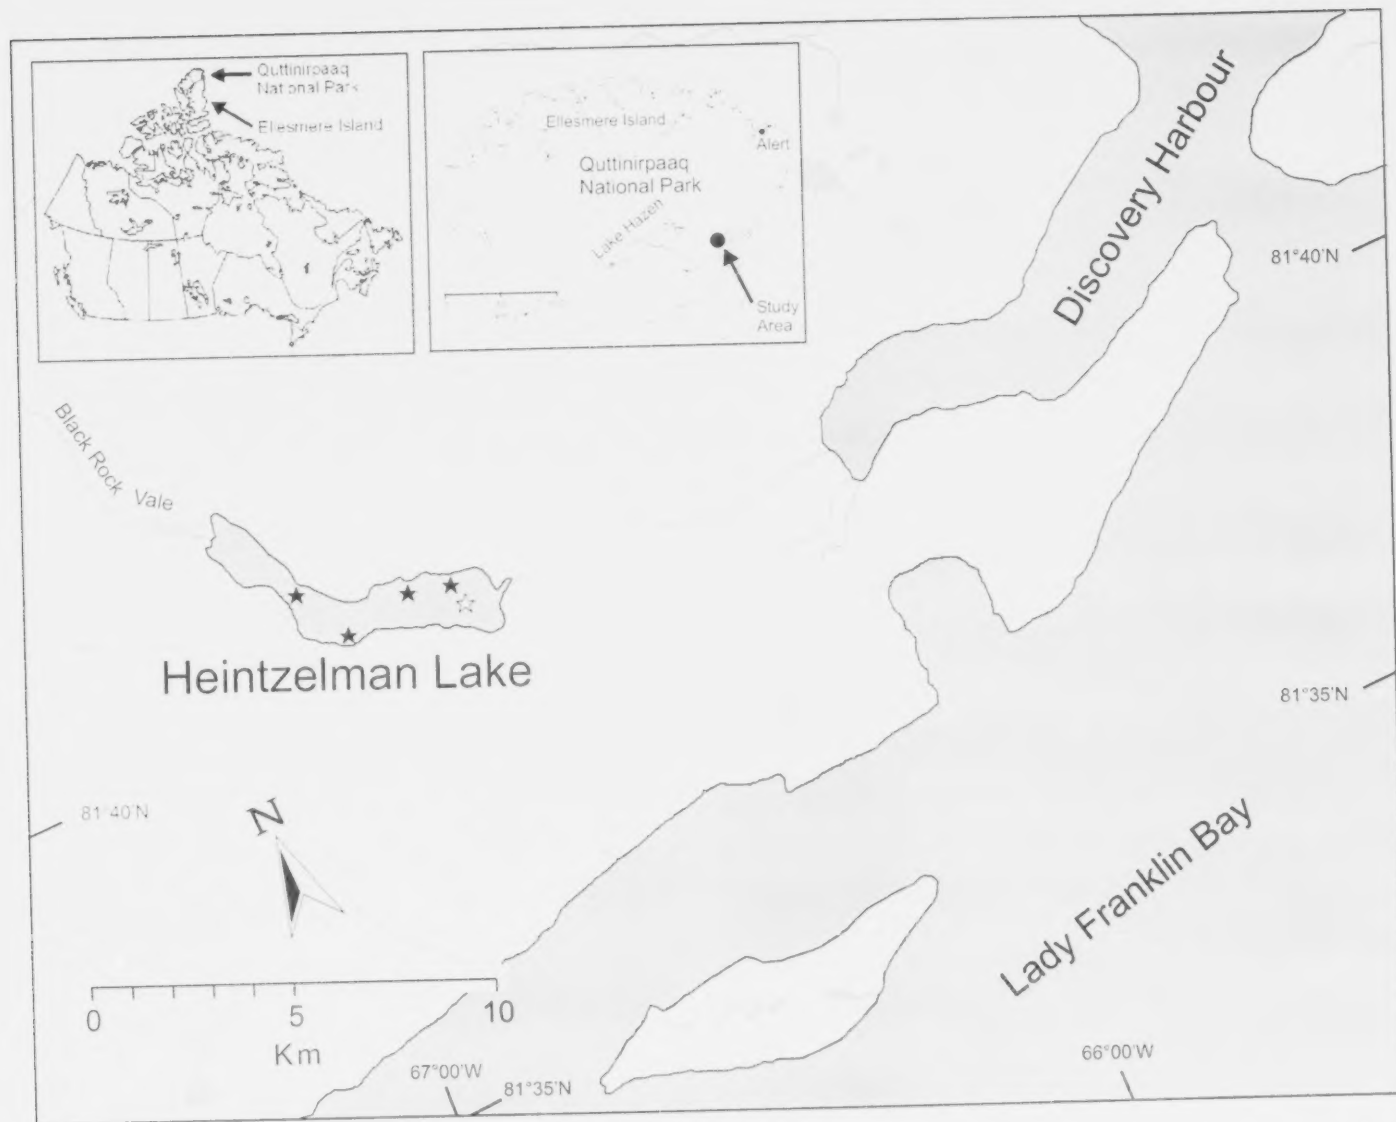 Quttinirpaaq
National Park
Ellesmere Island
Ellesmere Island
Alert
Quttinirpaaq
National Park
Lake Hazen
Study
Area
Discovery Harbour
81°40'N
Black Rock Vale
Heintzelman Lake
81°35'N
81°40'N
N
Lady Franklin Bay
0 5 10
Km
67°00'W
81°35'N
66°00'W